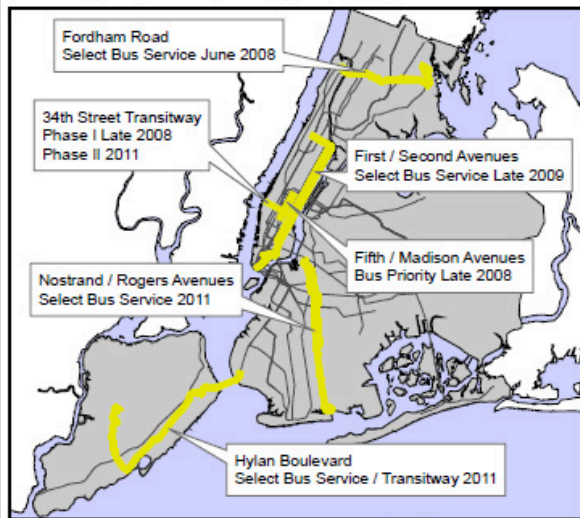 Fordham Road
Select Bus Service June 2008
34th Street Transitway
Phase I Late 2008
Phase II 2011
First / Second Avenues
Select Bus Service Late 2009
Fifth / Madison Avenues
Bus Priority Late 2008
Nostrand / Rogers Avenues
Select Bus Service 2011
Hylan Boulevard
Select Bus Service / Transitway 2011